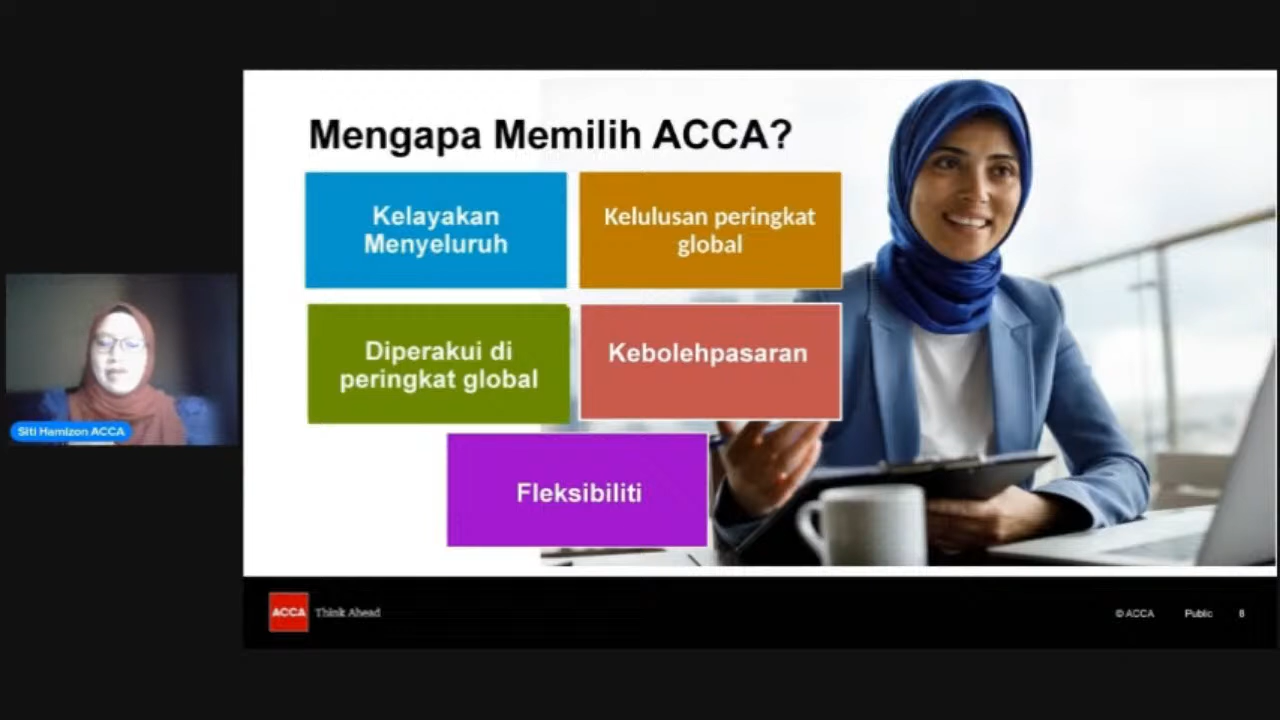 Mengapa Memilih ACCA?
Kelayakan
Menyeluruh
Kelulusan peringkat
global
Diperakui di
peringkat global
Kebolehpasaran
Fleksibiliti
Siti Hamizon ACCA
ACCA
Think Ahead
© ACCA
Public
8